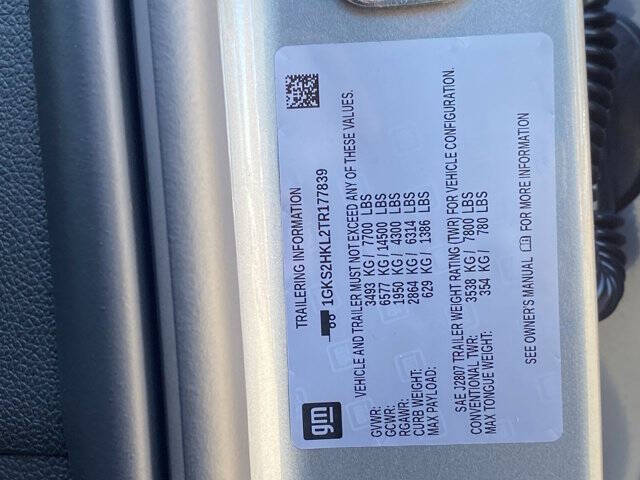 gm
TRAILERING INFORMATION
1GKS2HKL2TR177839
VEHICLE AND TRAILER MUST NOT EXCEED ANY OF THESE VALUES.
GVWR: 3493 KG/ 7700 LBS
GCWR: 6577 KG/ 14500 LBS
RGAWR: 1950 KG/ 4300 LBS
CURB WEIGHT: 2864 KG/ 6314 LBS
MAX PAYLOAD: 629 KG/ 1386 LBS
SAE J2807 TRAILER WEIGHT RATING (TWR) FOR VEHICLE CONFIGURATION.
CONVENTIONAL TWR: 3538 KG/ 7800 LBS
MAX TONGUE WEIGHT: 354 KG/ 780 LBS
SEE OWNER'S MANUAL FOR MORE INFORMATION